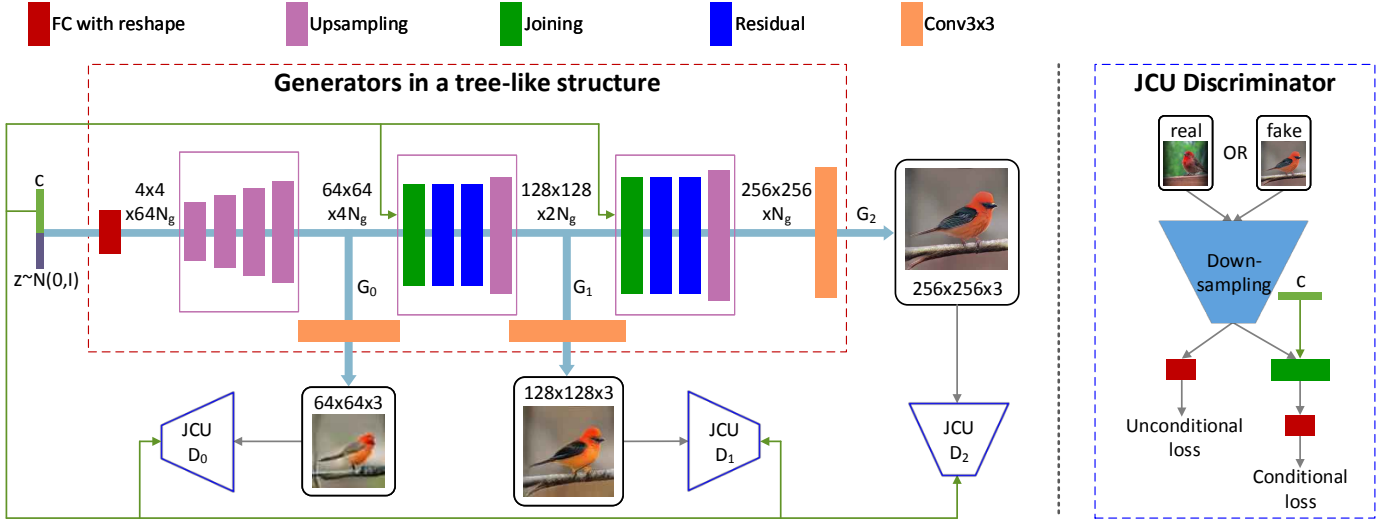 FC with reshape
Upsampling
Joining
Residual
Conv3x3
Generators in a tree-like structure
c
z~N(0,I)
4x4
x64Ng
64x64
x4Ng
128x128
x2Ng
256x256
xNg
G0
G1
G2
64x64x3
128x128x3
256x256x3
JCU
D0
JCU
D1
JCU
D2
JCU Discriminator
real
OR
fake
Down-
sampling
c
Unconditional
loss
Conditional
loss